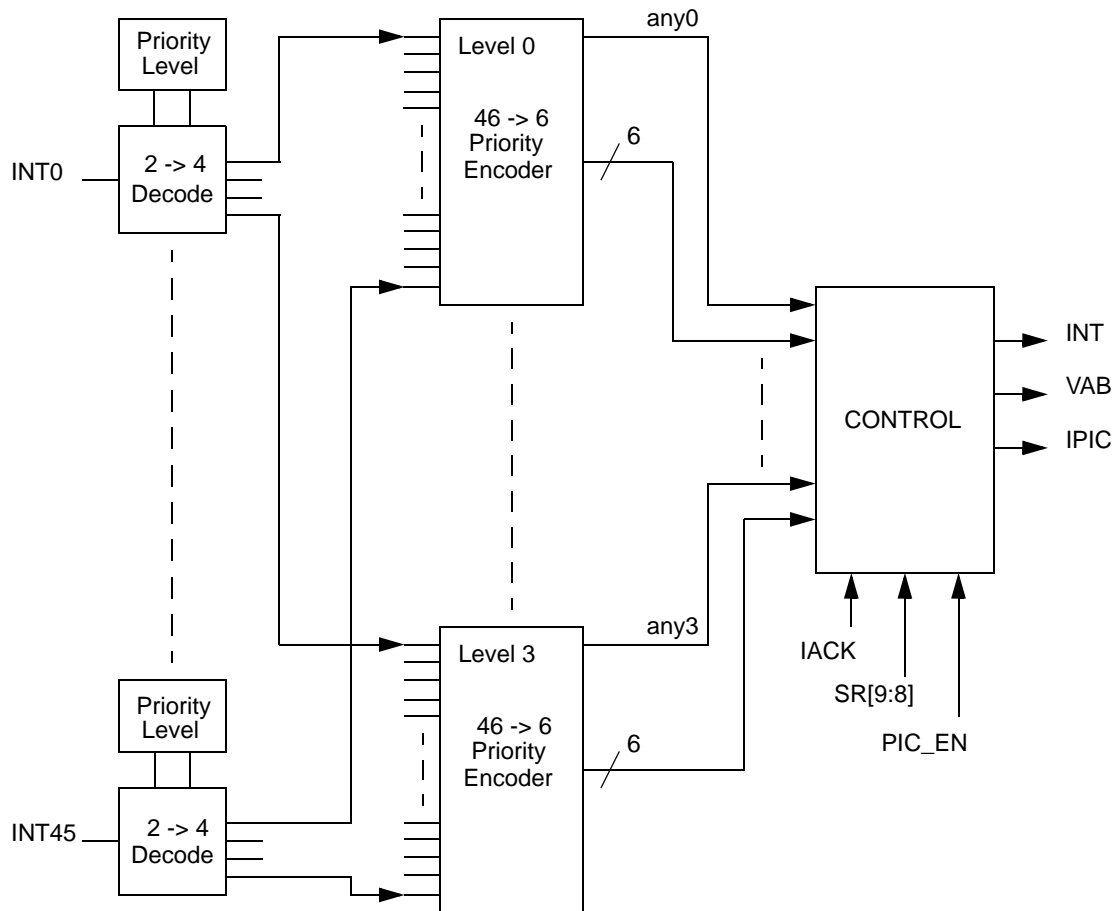 Priority
Level
INT0
2 -> 4
Decode
Level 0
46 -> 6
Priority
Encoder
any0
6
CONTROL
INT
VAB
IPIC
IACK
SR[9:8]
PIC_EN
Priority
Level
INT45
2 -> 4
Decode
Level 3
46 -> 6
Priority
Encoder
any3
6